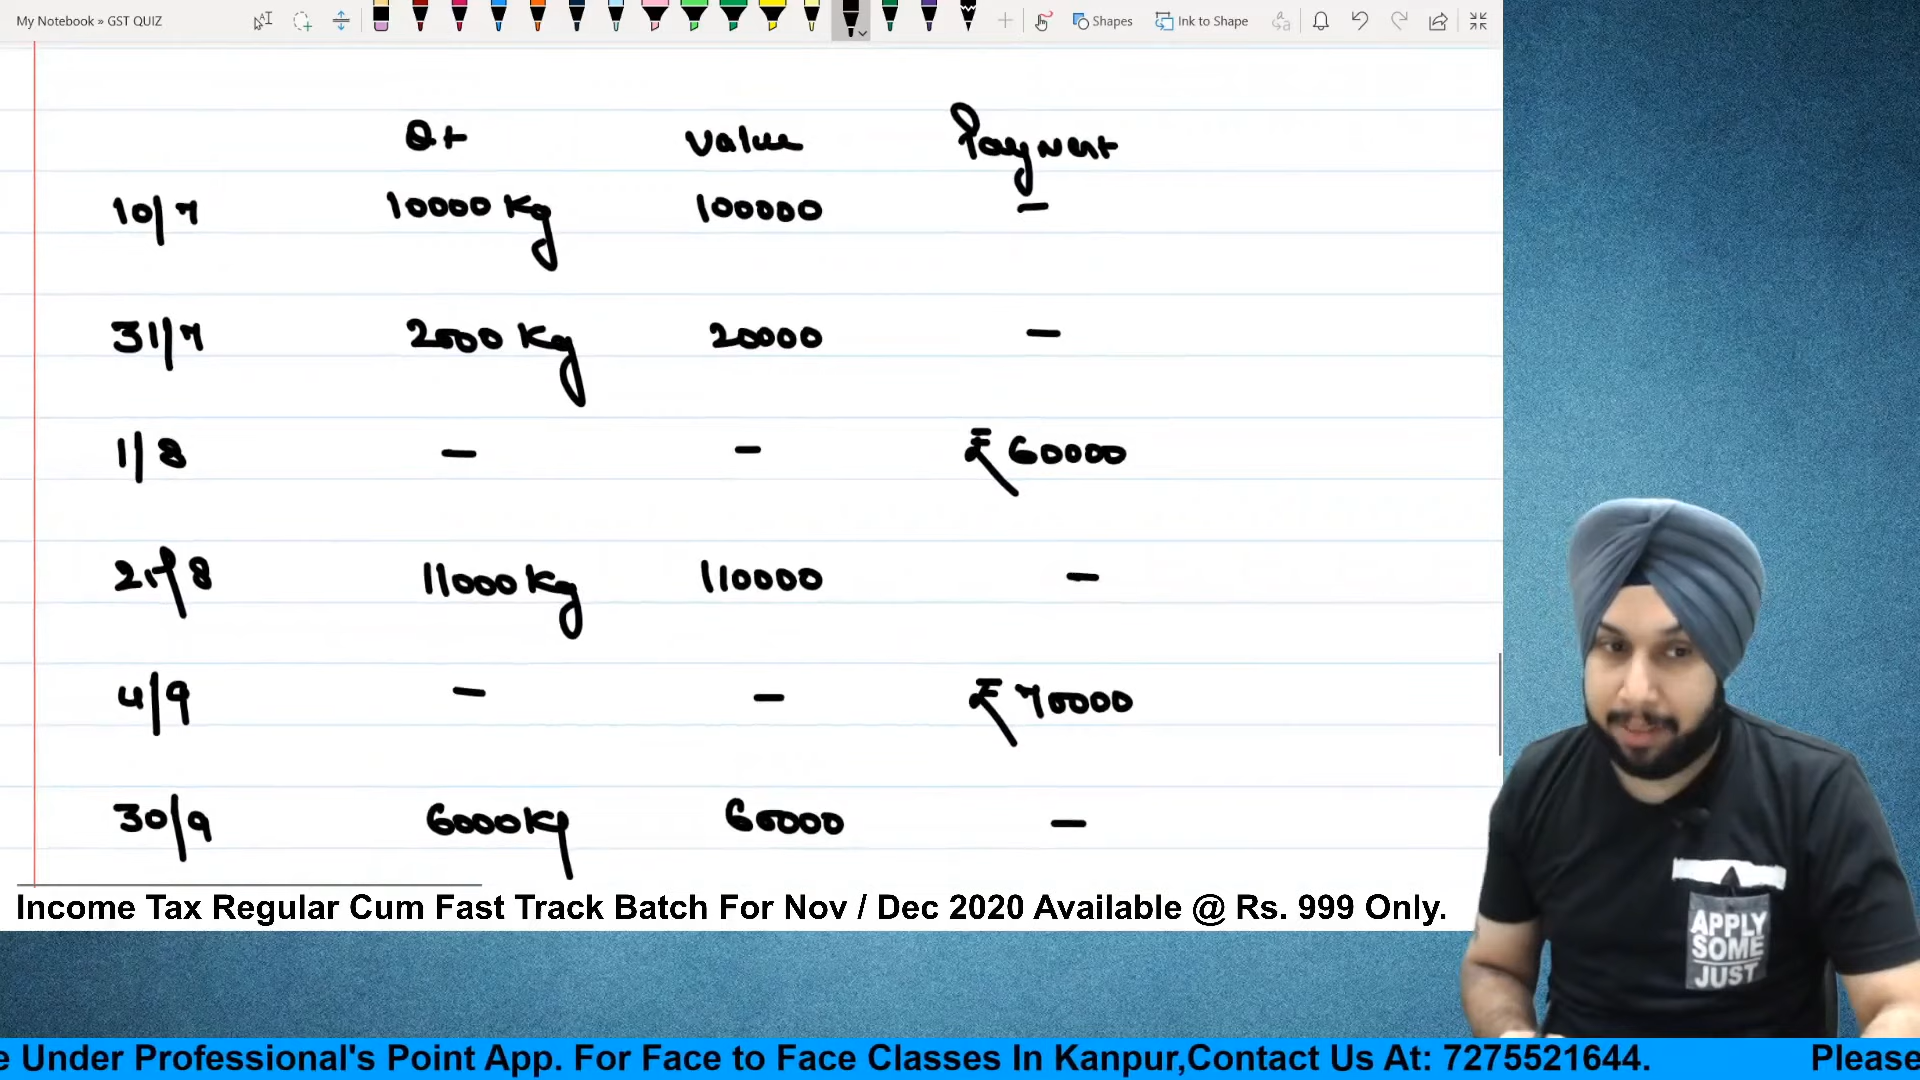 My Notebook » GST QUIZ
Shapes
Ink to Shape
Qt Value Payment
10/7 10000 Kg 100000 -
31/7 2000 Kg 20000 -
1/8 - - ₹ 60000
21/8 11000 Kg 110000 -
4/9 - - ₹ 70000
30/9 6000 Kg 60000 -
Income Tax Regular Cum Fast Track Batch For Nov / Dec 2020 Available @ Rs. 999 Only.
APPLY
SOME
JUST
e Under Professional's Point App. For Face to Face Classes In Kanpur,Contact Us At: 7275521644. Please